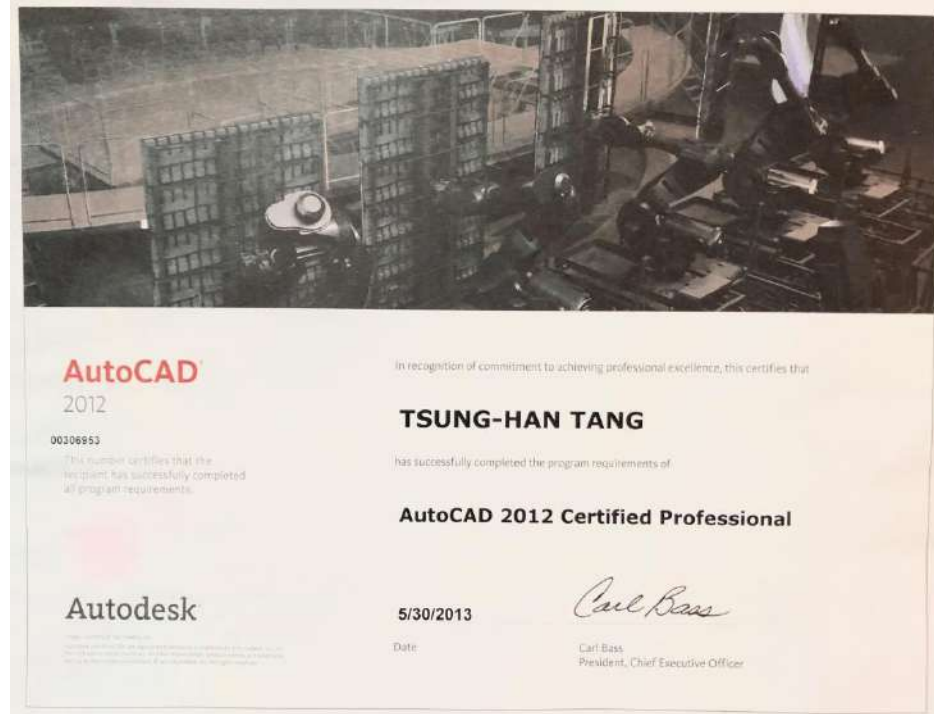 AutoCAD
2012
00306953
This number certifies that the
recipient has successfully completed
all program requirements.
Autodesk
In recognition of commitment to achieving professional excellence, this certifies that
TSUNG-HAN TANG
has successfully completed the program requirements of
AutoCAD 2012 Certified Professional
5/30/2013
Date
Carl Bass
Carl Bass
President, Chief Executive Officer